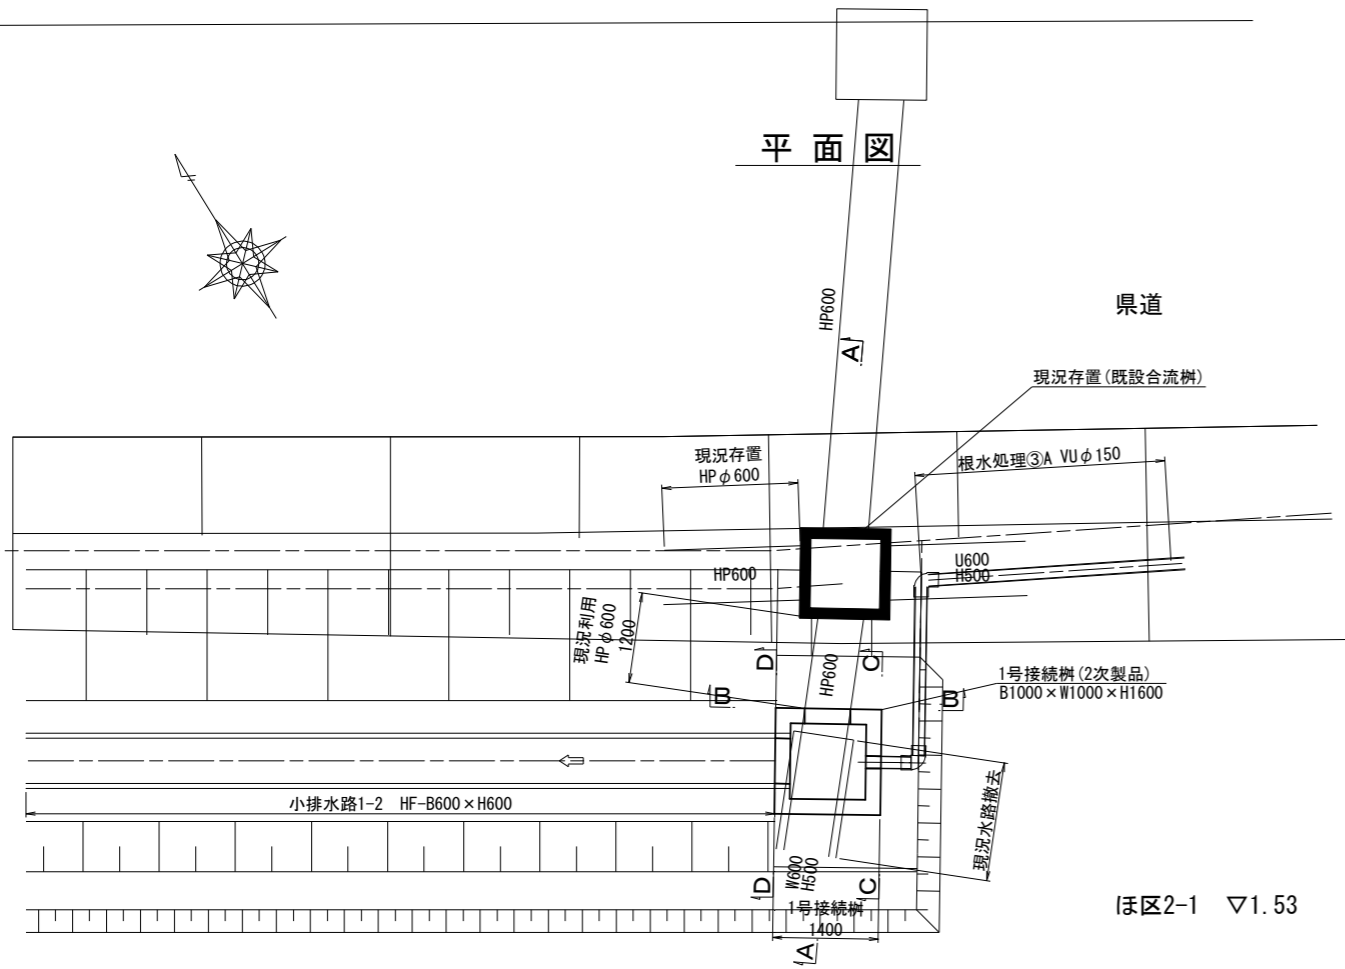 平面図
HP600
A
県道
現況存置(既設合流桝)
現況存置
HPφ600
根水処理③A VUφ150
HP600
U600
H500
現況利用
HPφ600
1200
D
C
HP600
B
B
1号接続桝(2次製品)
B1000×W1000×H1600
小排水路1-2 HF-B600×H600
現況水路撤去
W600
H500
D
C
1号接続桝
1400
A
ほ区2-1 ▽1.53